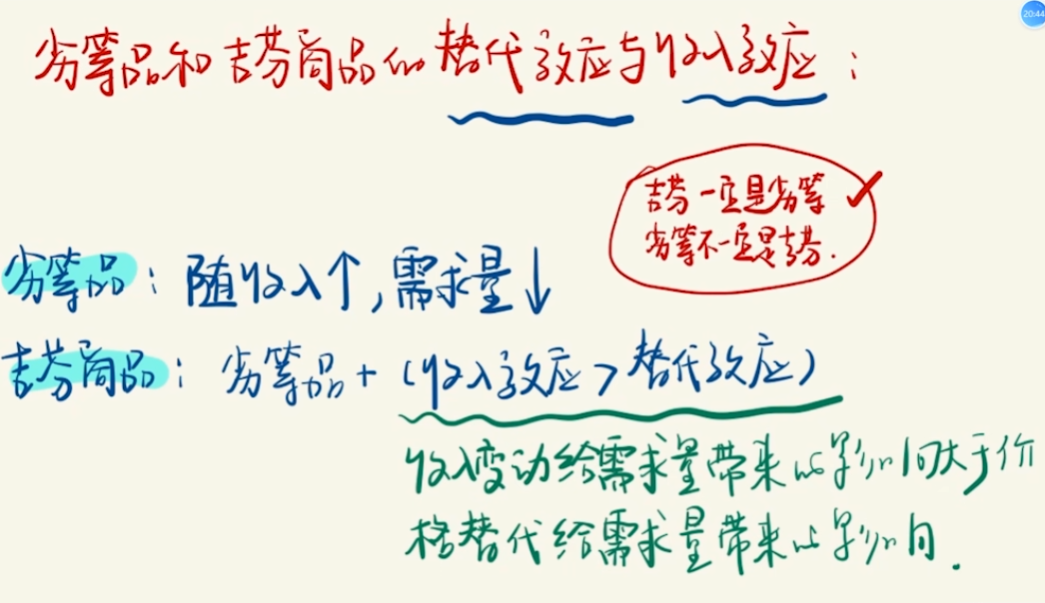 20:44
劣等品和吉芬商品的替代效应与收入效应：
吉芬一定是劣等 ✓
劣等不一定是吉芬.
劣等品：随收入↑,需求量↓
吉芬商品：劣等品+（收入效应>替代效应）
收入变动给需求量带来的影响大于价
格替代给需求量带来的影响.